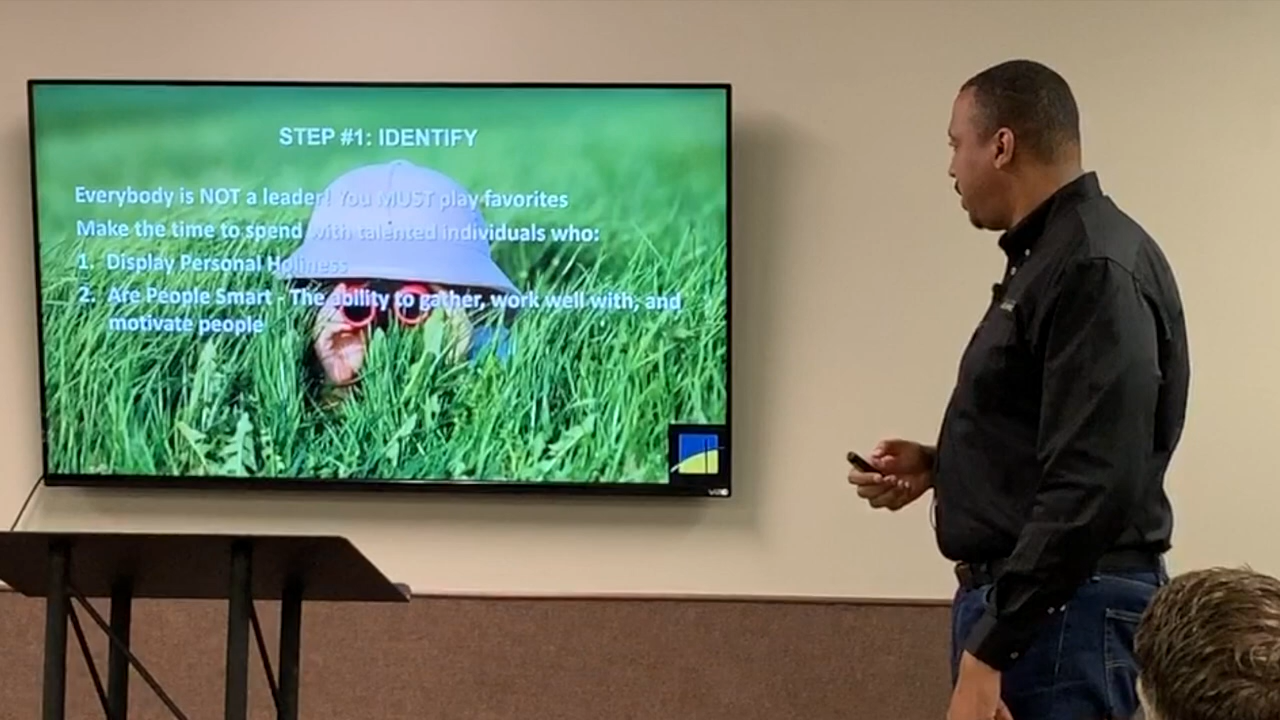 STEP #1: IDENTIFY
Everybody is NOT a leader! You MUST play favorites
Make the time to spend with talented individuals who:
1. Display Personal Holiness
2. Are People Smart - The ability to gather, work well with, and
motivate people
VIZIO